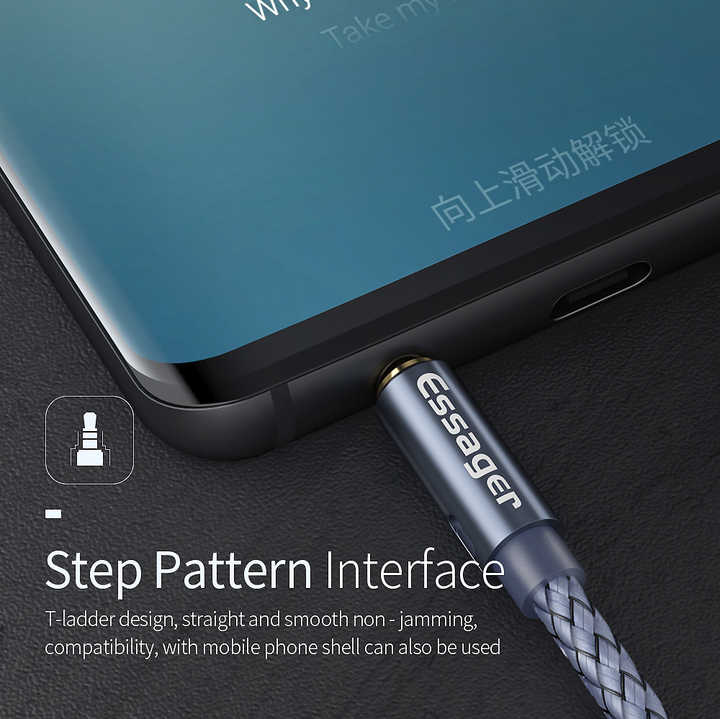 Why
Take my
向上滑动解锁
Essager
Step Pattern Interface
T-ladder design, straight and smooth non - jamming,
compatibility, with mobile phone shell can also be used